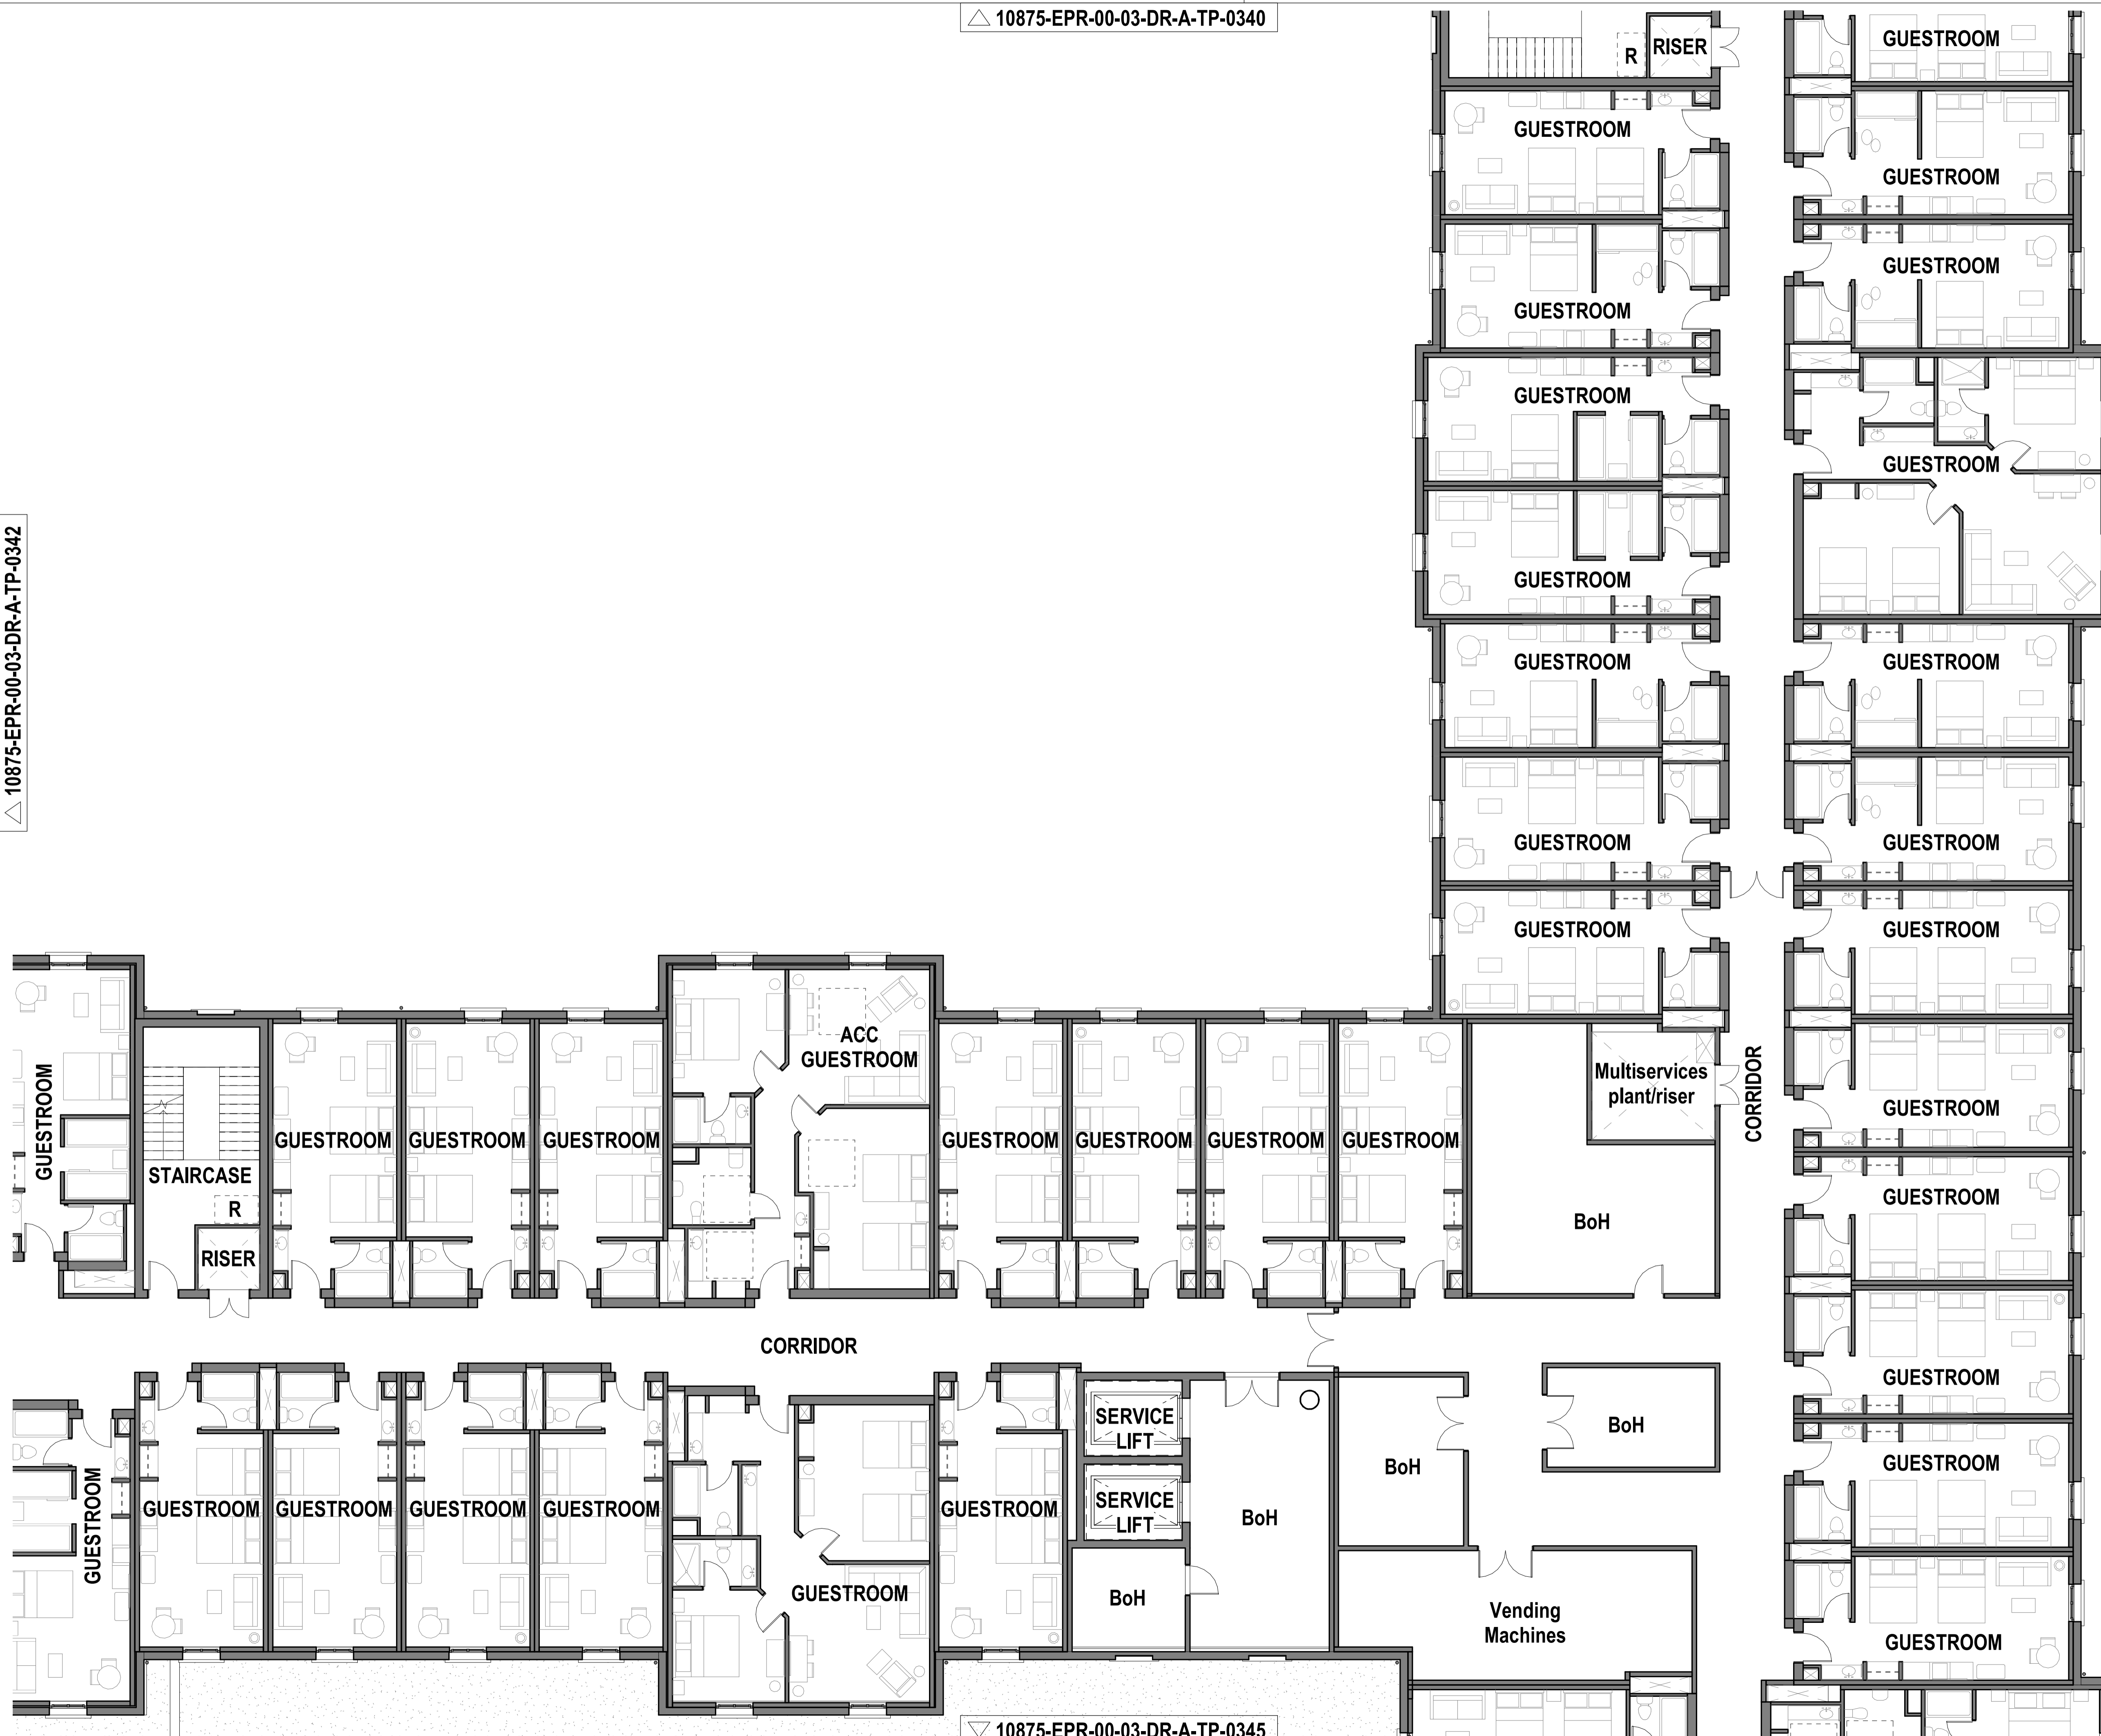 △ 10875-EPR-00-03-DR-A-TP-0340
R
RISER
GUESTROOM
GUESTROOM
GUESTROOM
GUESTROOM
GUESTROOM
GUESTROOM
GUESTROOM
GUESTROOM
GUESTROOM
△ 10875-EPR-00-03-DR-A-TP-0342
GUESTROOM
GUESTROOM
GUESTROOM
GUESTROOM
GUESTROOM
GUESTROOM
ACC
GUESTROOM
Multiservices
plant/riser
CORRIDOR
GUESTROOM
GUESTROOM
GUESTROOM
GUESTROOM
GUESTROOM
GUESTROOM
GUESTROOM
GUESTROOM
GUESTROOM
GUESTROOM
STAIRCASE
R
RISER
BoH
GUESTROOM
CORRIDOR
GUESTROOM
SERVICE
LIFT
BoH
BoH
GUESTROOM
GUESTROOM
GUESTROOM
GUESTROOM
GUESTROOM
GUESTROOM
SERVICE
LIFT
BoH
GUESTROOM
BoH
Vending
Machines
GUESTROOM
GUESTROOM
▽ 10875-EPR-00-03-DR-A-TP-0345